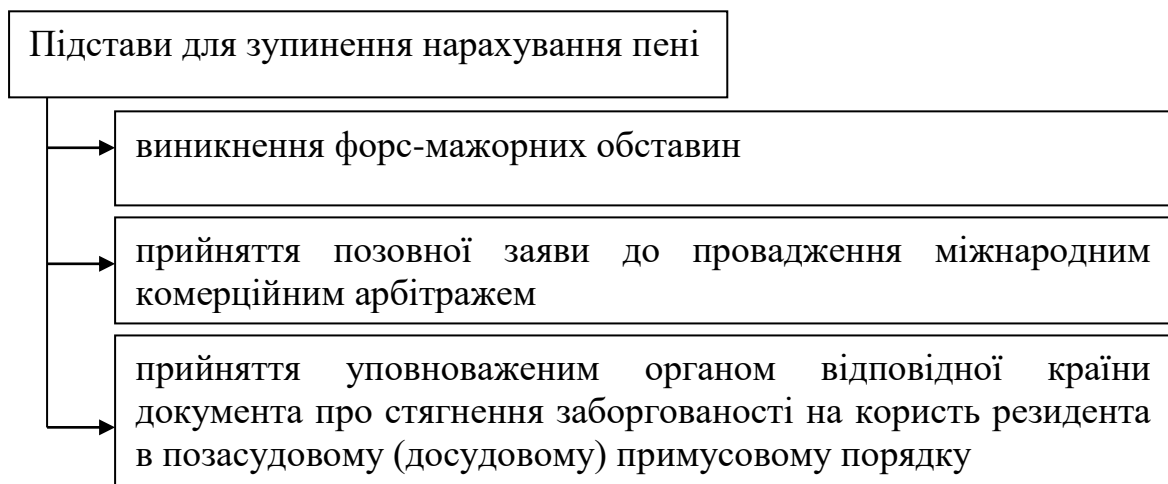 Підстави для зупинення нарахування пені
виникнення форс-мажорних обставин
прийняття позовної заяви до провадження міжнародним
комерційним арбітражем
прийняття уповноваженим органом відповідної країни
документа про стягнення заборгованості на користь резидента
в позасудовому (досудовому) примусовому порядку